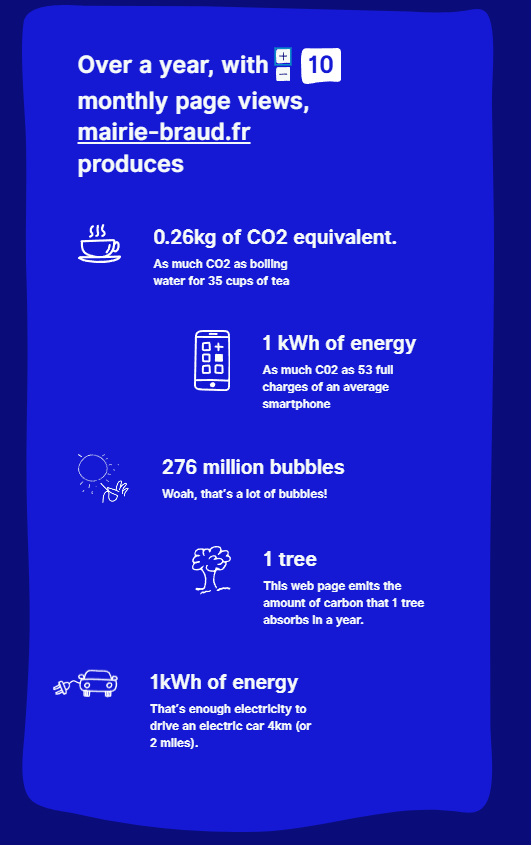 Over a year, with + − 10
monthly page views,
mairie-braud.fr
produces
0.26kg of CO2 equivalent.
As much CO2 as boiling
water for 35 cups of tea
1 kWh of energy
As much C02 as 53 full
charges of an average
smartphone
276 million bubbles
Woah, that's a lot of bubbles!
1 tree
This web page emits the
amount of carbon that 1 tree
absorbs in a year.
1kWh of energy
That's enough electricity to
drive an electric car 4km (or
2 miles).